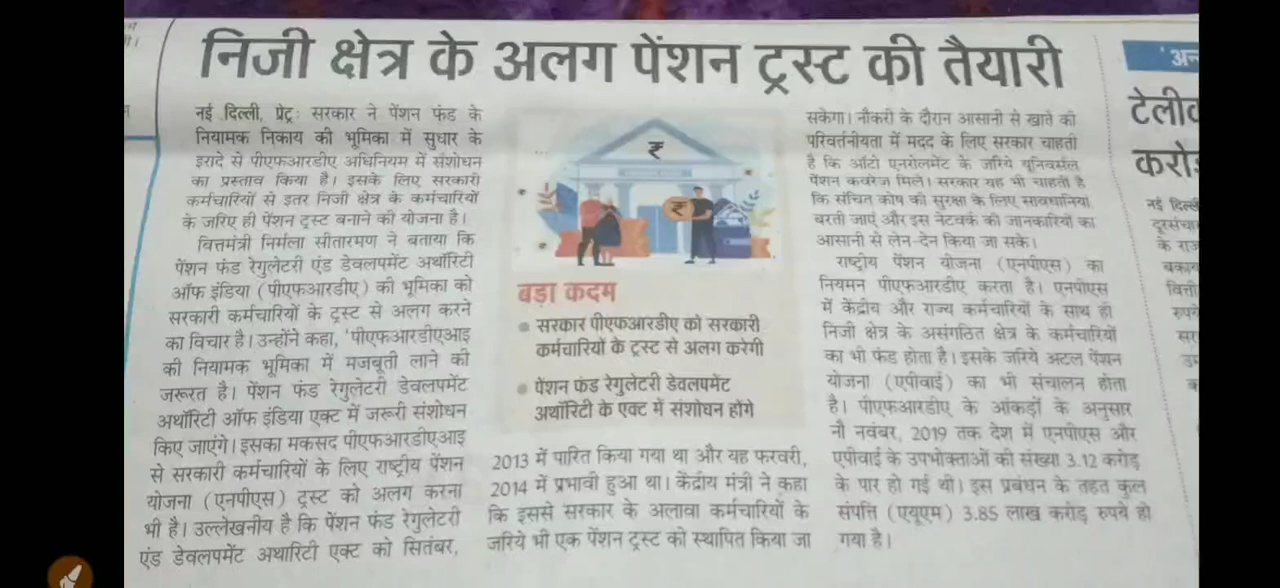 निजी क्षेत्र के अलग पेंशन ट्रस्ट की तैयारी
नई दिल्ली, प्रेट्र: सरकार ने पेंशन फंड के
नियामक निकाय की भूमिका में सुधार के
इरादे से पीएफआरडीए अधिनियम में संशोधन
का प्रस्ताव किया है। इसके लिए सरकारी
कर्मचारियों से इतर निजी क्षेत्र के कर्मचारियों
के जरिए ही पेंशन ट्रस्ट बनाने की योजना है।
वित्तमंत्री निर्मला सीतारमण ने बताया कि
पेंशन फंड रेगुलेटरी एंड डेवलपमेंट अथॉरिटी
ऑफ इंडिया (पीएफआरडीए) की भूमिका को
सरकारी कर्मचारियों के ट्रस्ट से अलग करने
का विचार है। उन्होंने कहा, 'पीएफआरडीएआइ
की नियामक भूमिका में मजबूती लाने की
जरूरत है। पेंशन फंड रेगुलेटरी डेवलपमेंट
अथॉरिटी ऑफ इंडिया एक्ट में जरूरी संशोधन
किए जाएंगे। इसका मकसद पीएफआरडीएआइ
से सरकारी कर्मचारियों के लिए राष्ट्रीय पेंशन
योजना (एनपीएस) ट्रस्ट को अलग करना
भी है। उल्लेखनीय है कि पेंशन फंड रेगुलेटरी
एंड डेवलपमेंट अथारिटी एक्ट को सितंबर,
₹
₹
बड़ा कदम
● सरकार पीएफआरडीए को सरकारी
कर्मचारियों के ट्रस्ट से अलग करेगी
● पेंशन फंड रेगुलेटरी डेवलपमेंट
अथॉरिटी के एक्ट में संशोधन होंगे
2013 में पारित किया गया था और यह फरवरी,
2014 में प्रभावी हुआ था। केंद्रीय मंत्री ने कहा
कि इससे सरकार के अलावा कर्मचारियों के
जरिये भी एक पेंशन ट्रस्ट को स्थापित किया जा
सकेगा। नौकरी के दौरान आसानी से खाते की
परिवर्तनीयता में मदद के लिए सरकार चाहती
है कि ऑटो एनरोलमेंट के जरिये यूनिवर्सल
पेंशन कवरेज मिले। सरकार यह भी चाहती है
कि संचित कोष की सुरक्षा के लिए सावधानियां
बरती जाएं और इस नेटवर्क की जानकारियों का
आसानी से लेन-देन किया जा सके।
राष्ट्रीय पेंशन योजना (एनपीएस) का
नियमन पीएफआरडीए करता है। एनपीएस
में केंद्रीय और राज्य कर्मचारियों के साथ ही
निजी क्षेत्र के असंगठित क्षेत्र के कर्मचारियों
का भी फंड होता है। इसके जरिये अटल पेंशन
योजना (एपीवाई) का भी संचालन होता
है। पीएफआरडीए के आंकड़ों के अनुसार
नौ नवंबर, 2019 तक देश में एनपीएस और
एपीवाई के उपभोक्ताओं की संख्या 3.12 करोड़
के पार हो गई थी। इस प्रबंधन के तहत कुल
संपत्ति (एयूएम) 3.85 लाख करोड़ रुपये हो
गया है।
नई दिल्ली
के राज